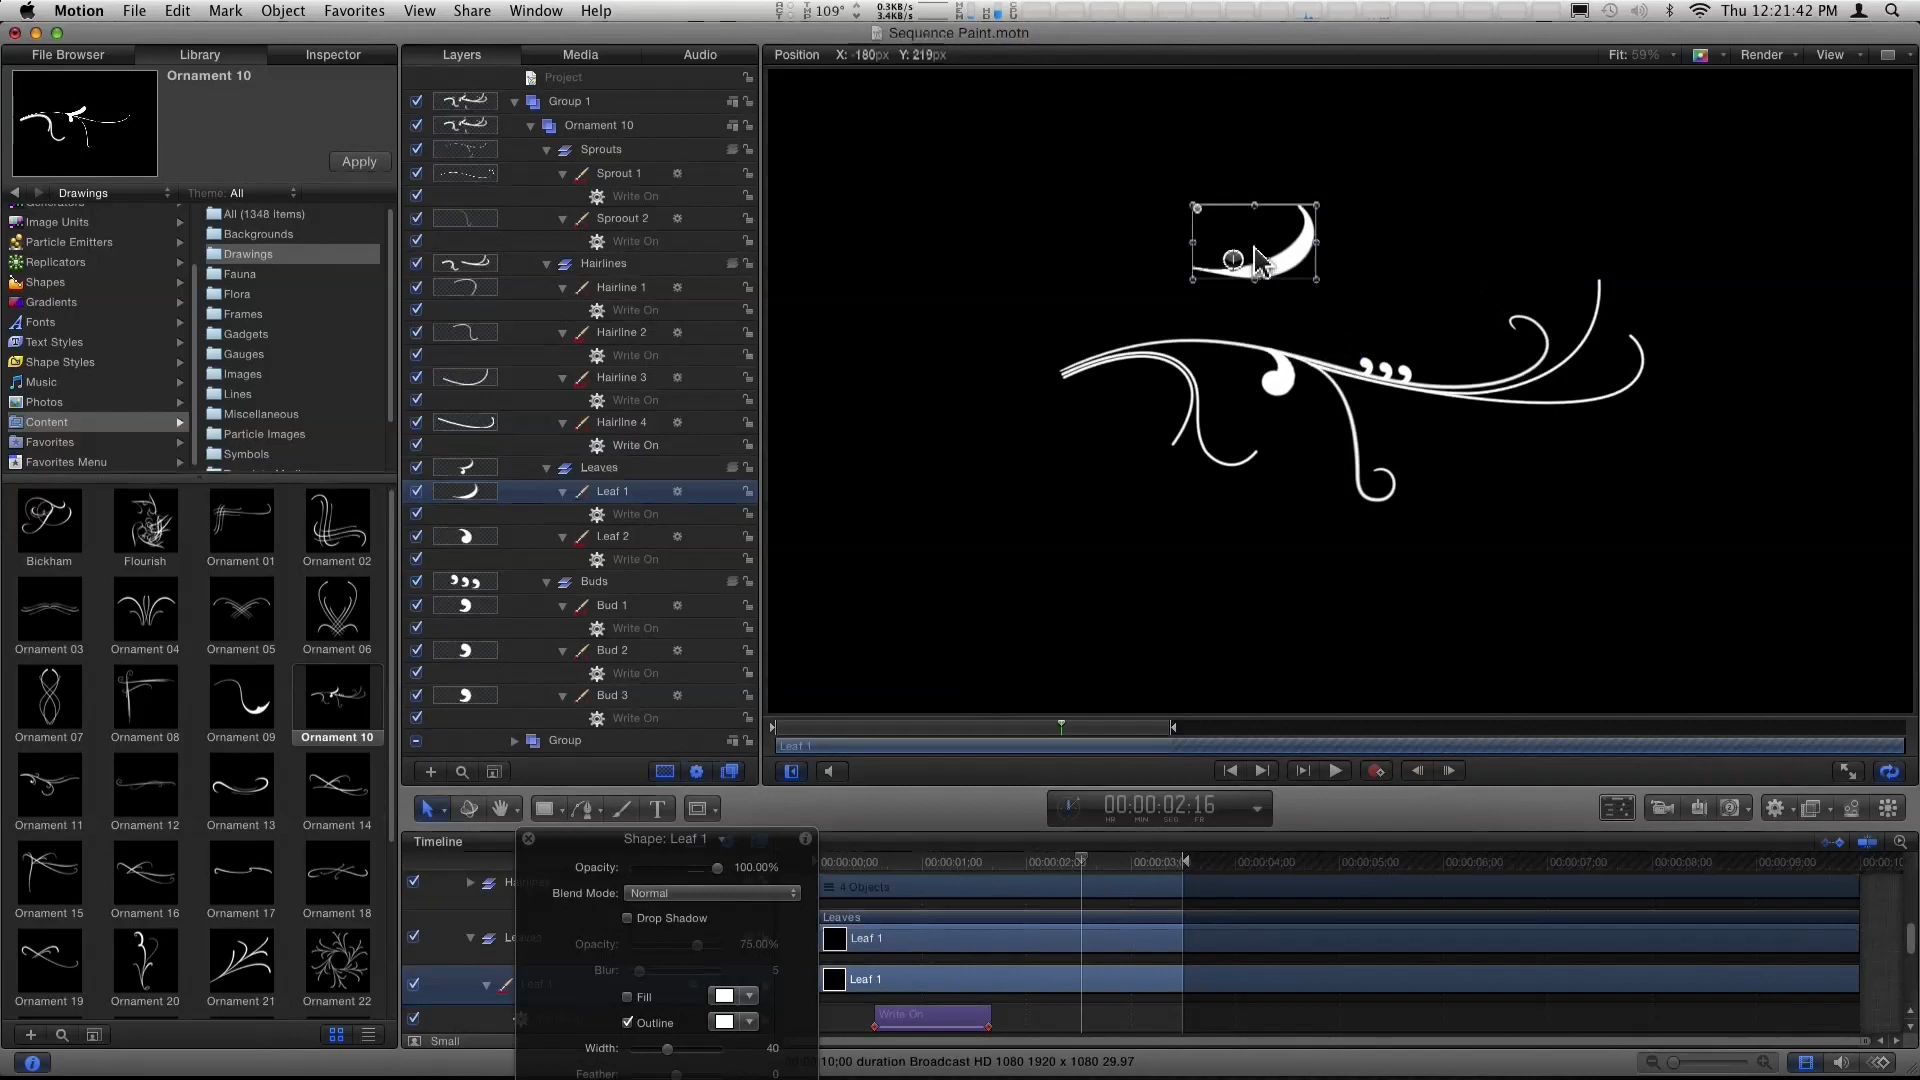 Motion File Edit Mark Object Favorites View Share Window Help
109° 0.3KB/s 3.4KB/s Thu 12:21:42 PM
Sequence Paint.motn
File Browser Library Inspector
Layers Media Audio
Position X: -180px Y: 219px
Fit: 59% Render View
Ornament 10
Apply
Drawings Theme: All
Image Units
Particle Emitters
Replicators
Shapes
Gradients
Fonts
Text Styles
Shape Styles
Music
Photos
Content
Favorites
Favorites Menu
All (1348 items)
Backgrounds
Drawings
Fauna
Flora
Frames
Gadgets
Gauges
Images
Lines
Miscellaneous
Particle Images
Symbols
Bickham Flourish Ornament 01 Ornament 02
Ornament 03 Ornament 04 Ornament 05 Ornament 06
Ornament 07 Ornament 08 Ornament 09 Ornament 10
Ornament 11 Ornament 12 Ornament 13 Ornament 14
Ornament 15 Ornament 16 Ornament 17 Ornament 18
Ornament 19 Ornament 20 Ornament 21 Ornament 22
Project
Group 1
Ornament 10
Sprouts
Sprout 1
Write On
Sproout 2
Write On
Hairlines
Hairline 1
Write On
Hairline 2
Write On
Hairline 3
Write On
Hairline 4
Write On
Leaves
Leaf 1
Write On
Leaf 2
Write On
Buds
Bud 1
Write On
Bud 2
Write On
Bud 3
Write On
Group
Leaf 1
T
00:00:02:16
HR MIN SEC FR
Timeline
Small
Shape: Leaf 1
Opacity: 100.00%
Blend Mode: Normal
Drop Shadow
Opacity: 75.00%
Blur: 5
Fill
Outline
Width: 40
Feather: 0
00:00:00;00 00:00:01;00 00:00:04;00 00:00:05;00 00:00:06;00 00:00:07;00 00:00:08;00 00:00:09;00
4 Objects
Leaves
Leaf 1
Leaf 1
Write On
10;00 duration Broadcast HD 1080 1920 x 1080 29.97